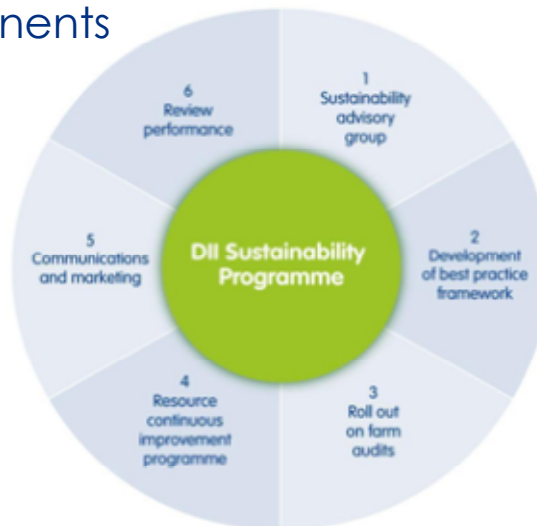 nents
6
Review
performance
1
Sustainability
advisory
group
5
Communications
and marketing
DII Sustainability
Programme
2
Development
of best practice
framework
4
Resource
continuous
improvement
programme
3
Roll out
on farm
audits